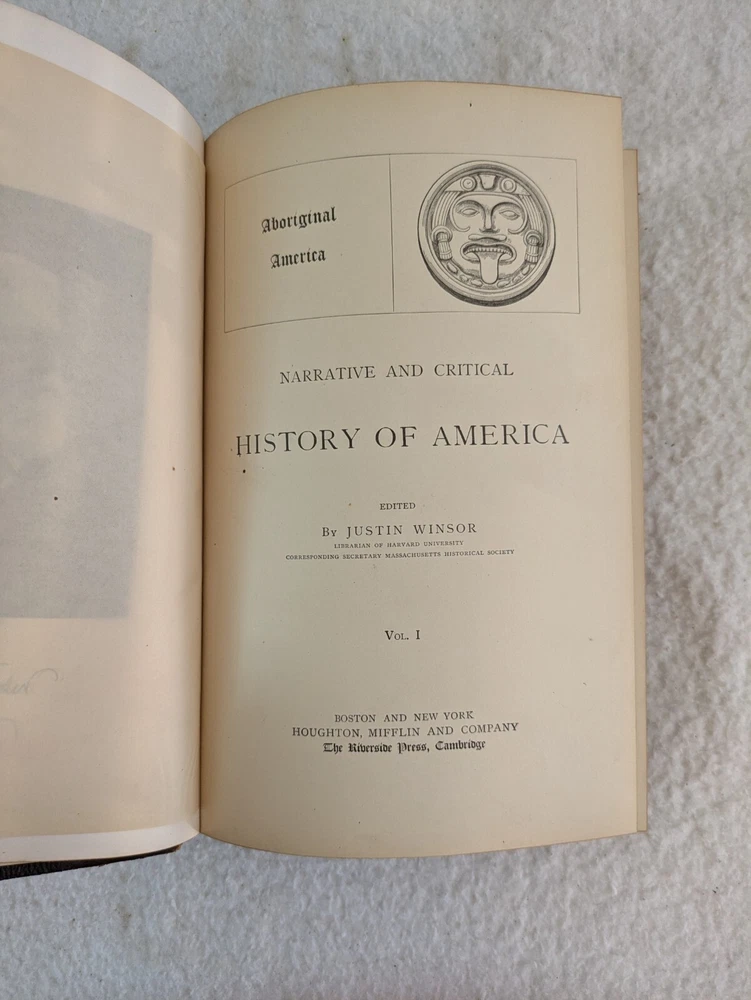 Aboriginal
America
NARRATIVE AND CRITICAL
HISTORY OF AMERICA
EDITED
By JUSTIN WINSOR
LIBRARIAN OF HARVARD UNIVERSITY
CORRESPONDING SECRETARY MASSACHUSETTS HISTORICAL SOCIETY
Vol. I
BOSTON AND NEW YORK
HOUGHTON, MIFFLIN AND COMPANY
The Riverside Press, Cambridge